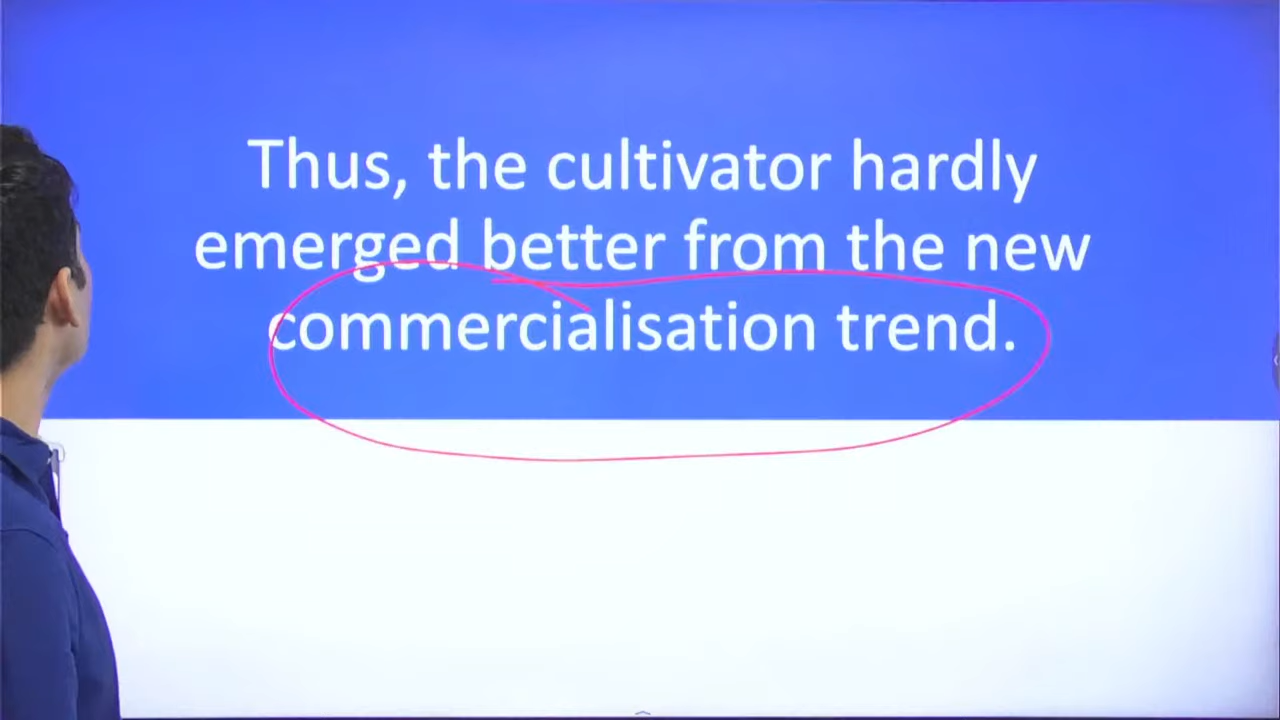 Thus, the cultivator hardly
emerged better from the new
commercialisation trend.